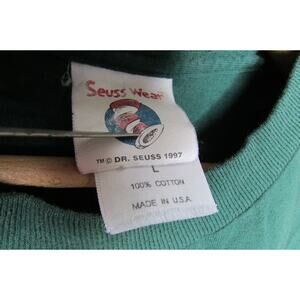 Seuss Wear
TM © DR. SEUSS 1997
L
100% COTTON
MADE IN U.S.A.